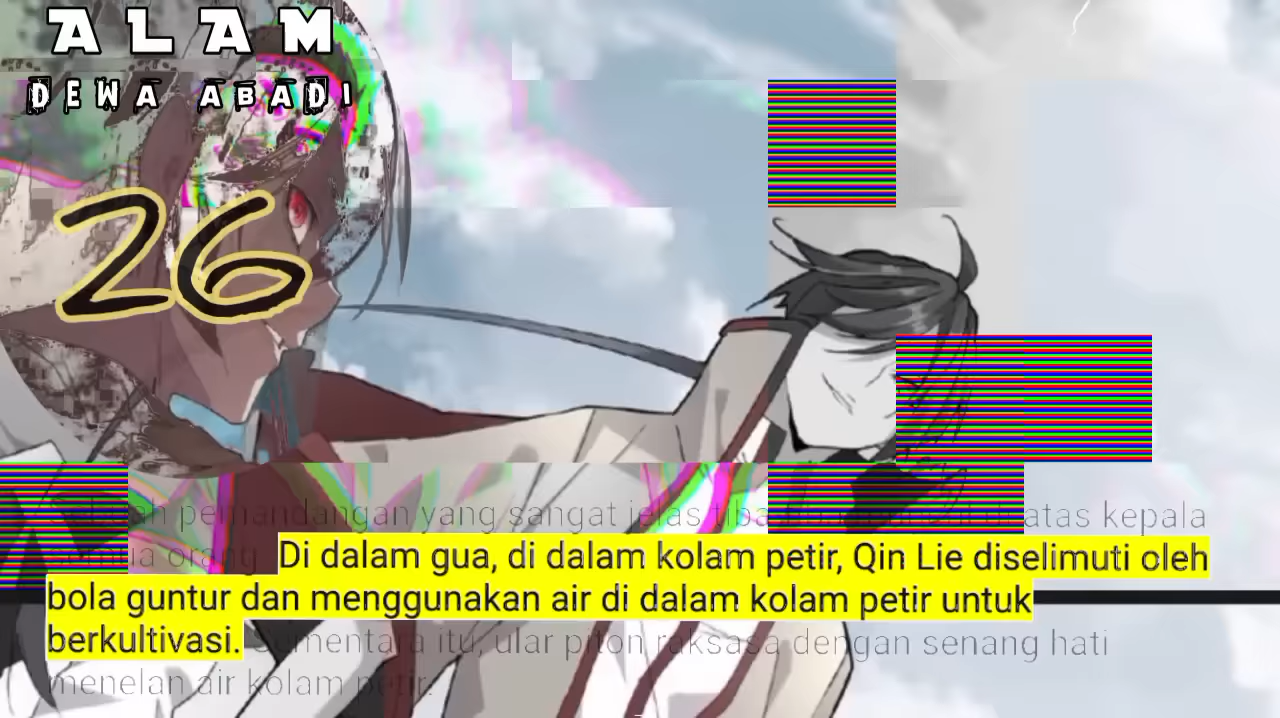 ALAM
DEWA ABADI
26
Sebuah pemandangan yang sangat jelas tiba-tiba di atas kepala
semua orang. Di dalam gua, di dalam kolam petir, Qin Lie diselimuti oleh
bola guntur dan menggunakan air di dalam kolam petir untuk
berkultivasi. Sementara itu, ular piton raksasa dengan senang hati
menelan air kolam petir.